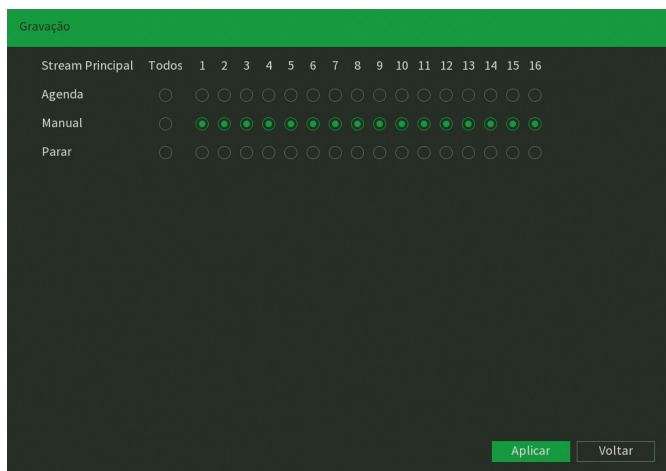 Gravação
Stream Principal Todos 1 2 3 4 5 6 7 8 9 10 11 12 13 14 15 16
Agenda
Manual
Parar
Aplicar Voltar